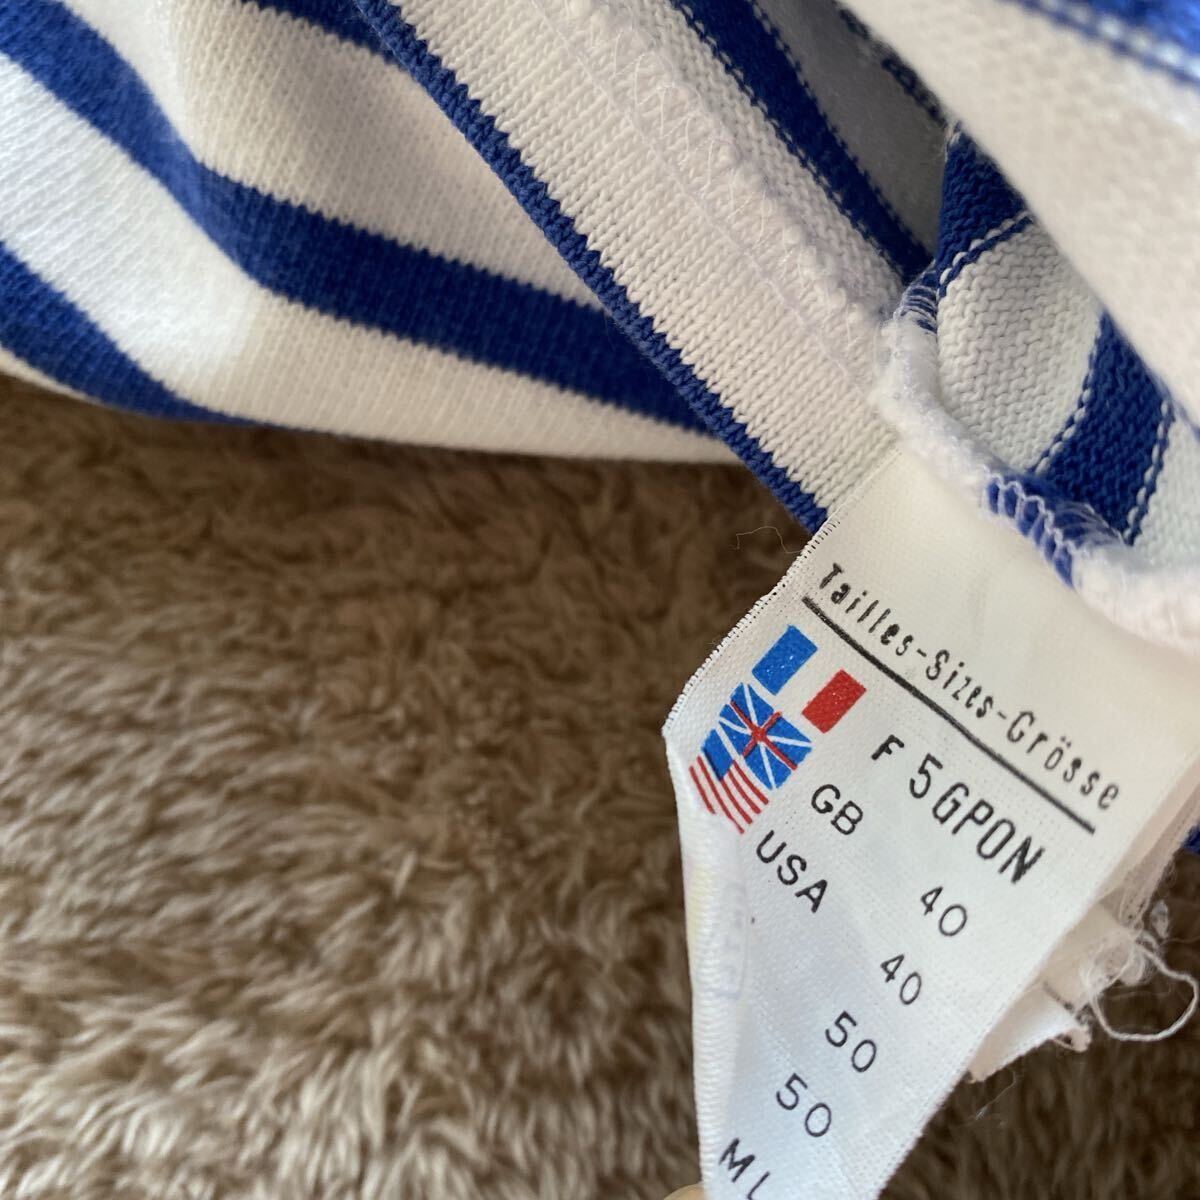 Tailles-Sizes-Grösse
F 5GPON
GB 40
USA 40
50
50
ML